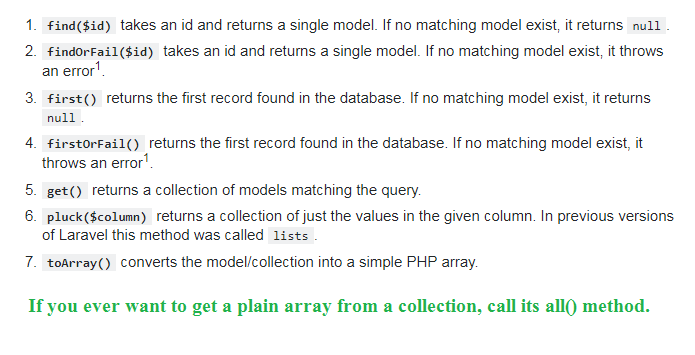 1. find($id) takes an id and returns a single model. If no matching model exist, it returns null .
2. findOrFail($id) takes an id and returns a single model. If no matching model exist, it throws
an error1.
3. first() returns the first record found in the database. If no matching model exist, it returns
null .
4. firstOrFail() returns the first record found in the database. If no matching model exist, it
throws an error1.
5. get() returns a collection of models matching the query.
6. pluck($column) returns a collection of just the values in the given column. In previous versions
of Laravel this method was called lists .
7. toArray() converts the model/collection into a simple PHP array.
If you ever want to get a plain array from a collection, call its all() method.